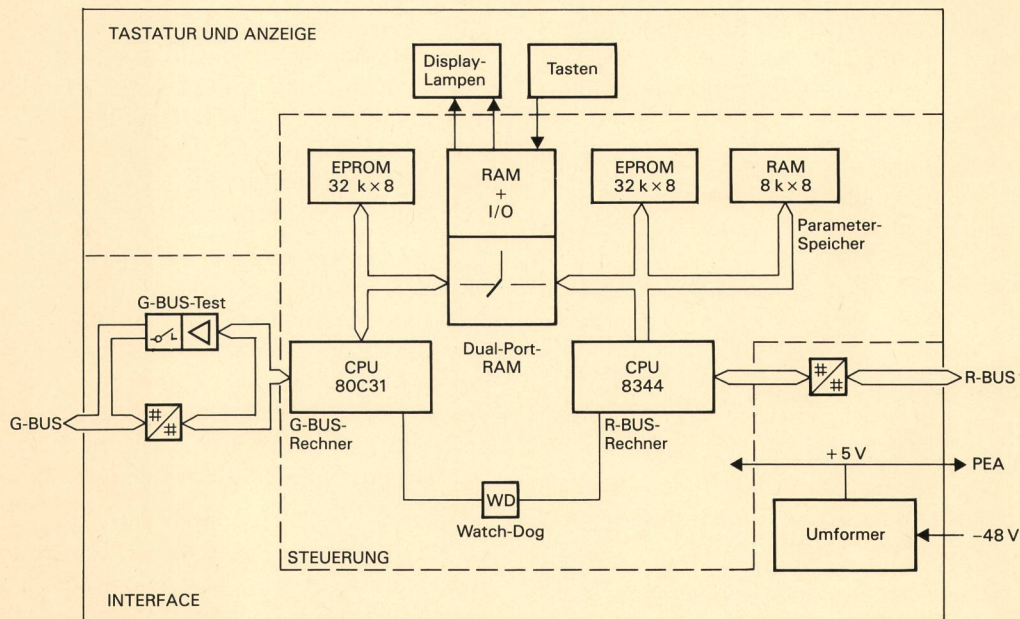 TASTATUR UND ANZEIGE
Display-
Lampen
Tasten
EPROM
32 k × 8
RAM
+
I/O
EPROM
32 k × 8
RAM
8 k × 8
Parameter-
Speicher
G-BUS-Test
Dual-Port-
RAM
CPU
80C31
CPU
8344
G-BUS
# #
# #
R-BUS
G-BUS-
Rechner
R-BUS-
Rechner
+5 V
PEA
WD
Watch-Dog
Umformer
–48 V
STEUERUNG
INTERFACE